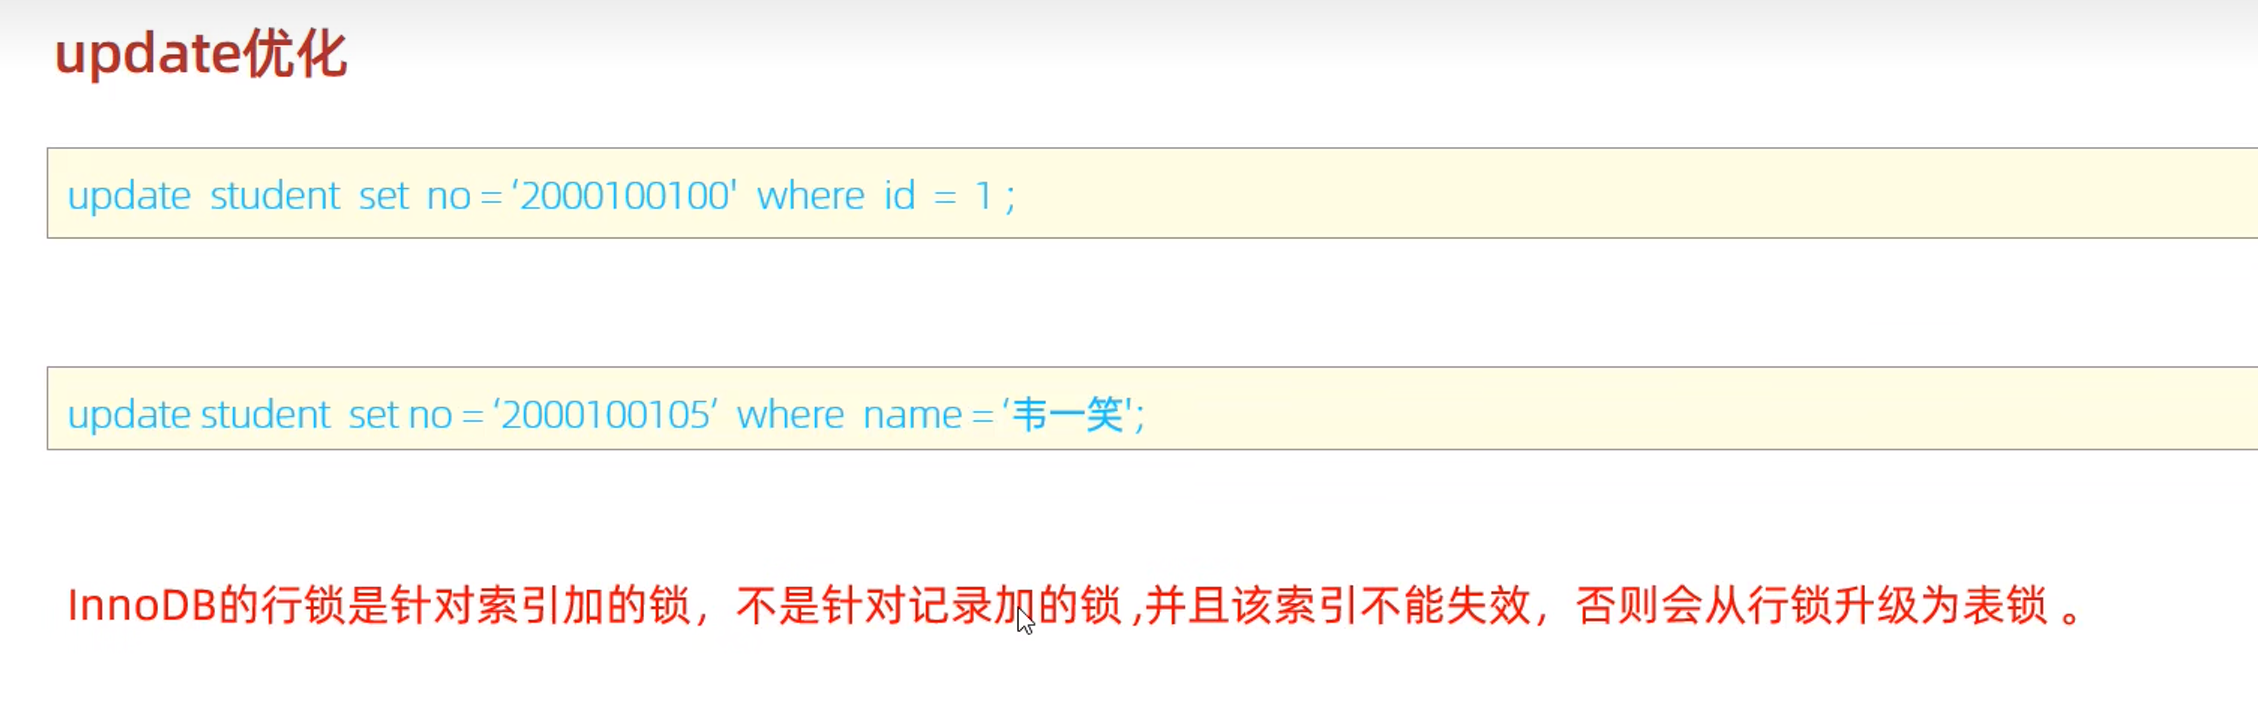 update优化
update student set no = ‘2000100100' where id = 1 ;
update student set no = ‘2000100105‘ where name = ‘韦一笑';
InnoDB的行锁是针对索引加的锁，不是针对记录加的锁 ,并且该索引不能失效，否则会从行锁升级为表锁 。